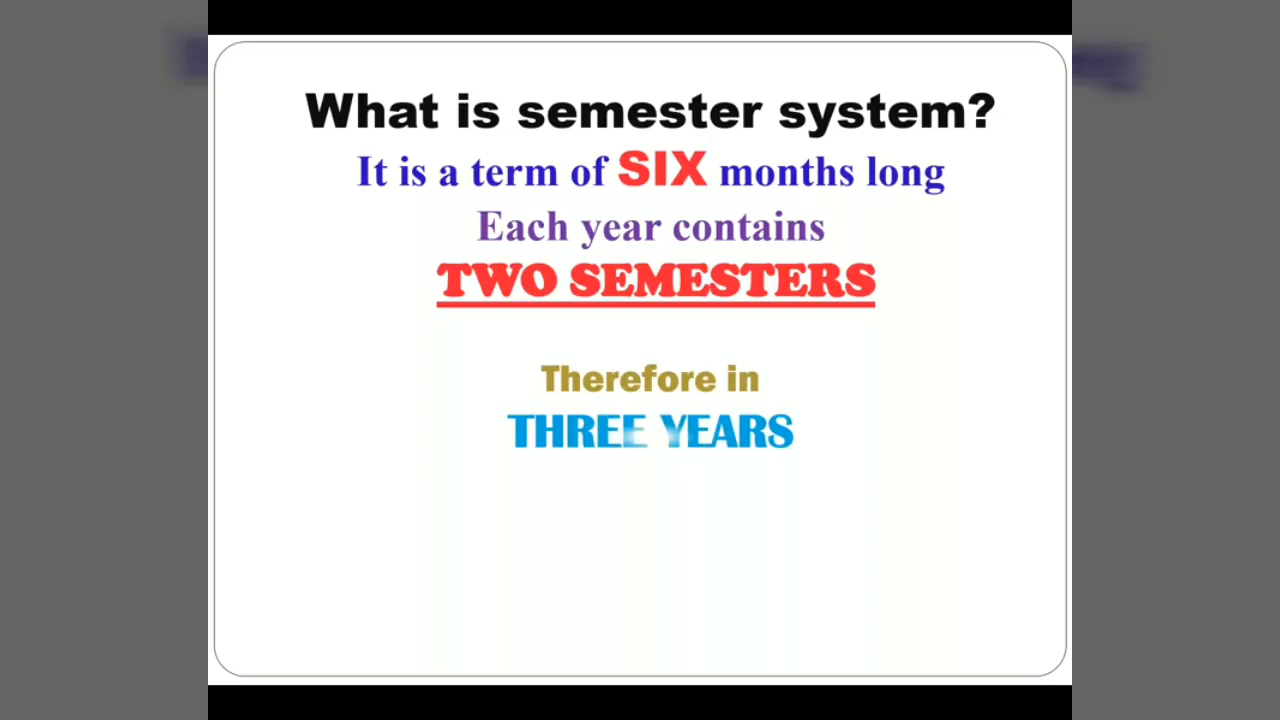 What is semester system?
It is a term of SIX months long
Each year contains
TWO SEMESTERS
Therefore in
THREE YEARS